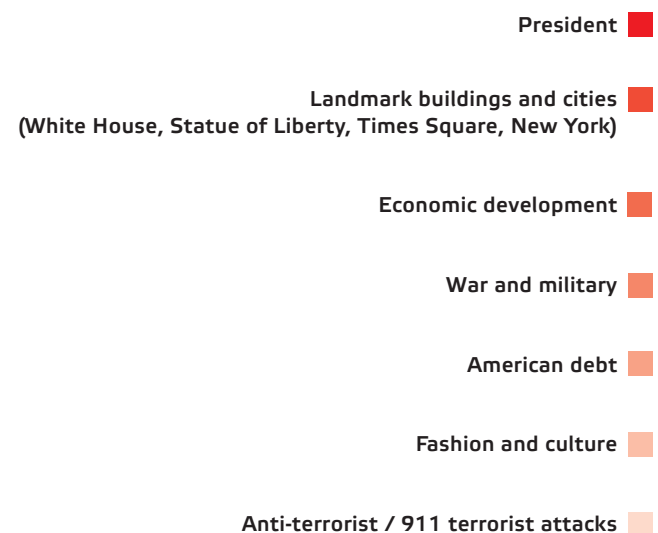 President
Landmark buildings and cities
(White House, Statue of Liberty, Times Square, New York)
Economic development
War and military
American debt
Fashion and culture
Anti-terrorist / 911 terrorist attacks